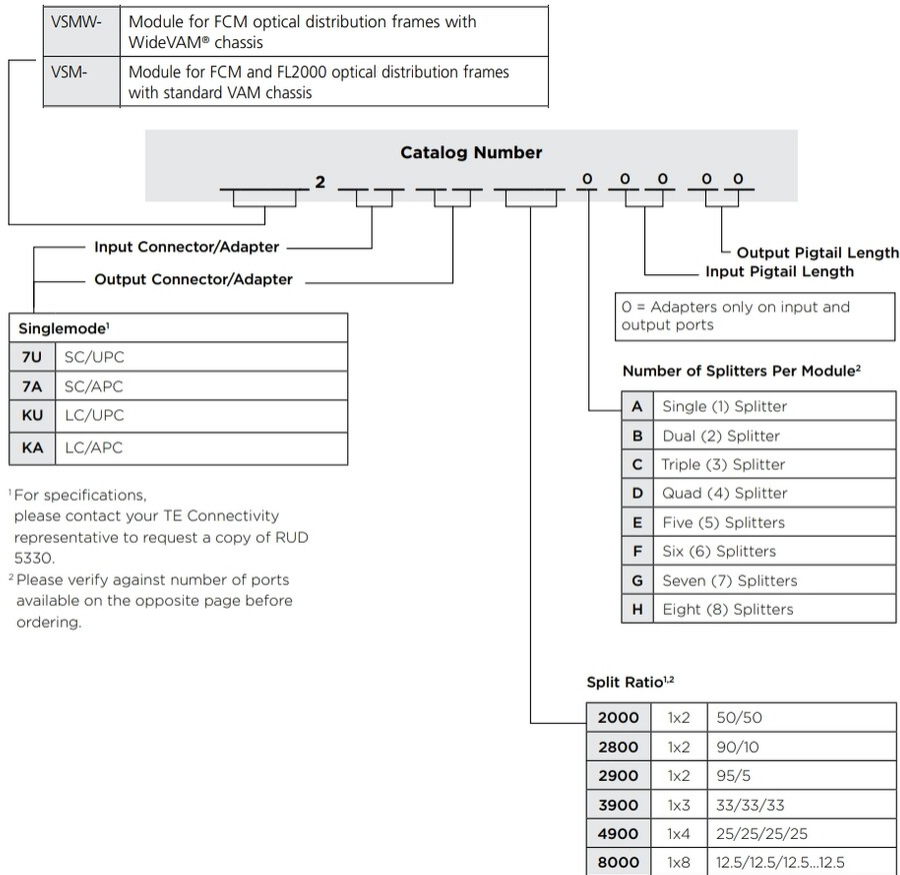 VSMW- Module for FCM optical distribution frames with
WideVAM® chassis
VSM- Module for FCM and FL2000 optical distribution frames
with standard VAM chassis
Catalog Number
2 0 0 0 0 0
Input Connector/Adapter
Output Connector/Adapter
Output Pigtail Length
Input Pigtail Length
0 = Adapters only on input and
output ports
Singlemode¹
7U SC/UPC
7A SC/APC
KU LC/UPC
KA LC/APC
¹ For specifications,
please contact your TE Connectivity
representative to request a copy of RUD
5330.
² Please verify against number of ports
available on the opposite page before
ordering.
Number of Splitters Per Module²
A Single (1) Splitter
B Dual (2) Splitter
C Triple (3) Splitter
D Quad (4) Splitter
E Five (5) Splitters
F Six (6) Splitters
G Seven (7) Splitters
H Eight (8) Splitters
Split Ratio¹,²
2000 1x2 50/50
2800 1x2 90/10
2900 1x2 95/5
3900 1x3 33/33/33
4900 1x4 25/25/25/25
8000 1x8 12.5/12.5/12.5...12.5